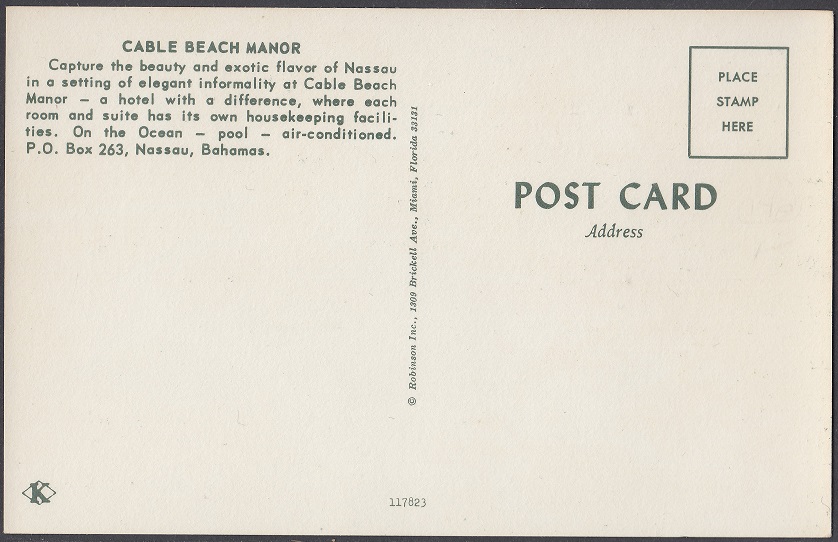 CABLE BEACH MANOR
Capture the beauty and exotic flavor of Nassau
in a setting of elegant informality at Cable Beach
Manor — a hotel with a difference, where each
room and suite has its own housekeeping facili-
ties. On the Ocean — pool — air-conditioned.
P.O. Box 263, Nassau, Bahamas.
© Robinson Inc., 1309 Brickell Ave., Miami, Florida 33131
PLACE
STAMP
HERE
POST CARD
Address
K
117823